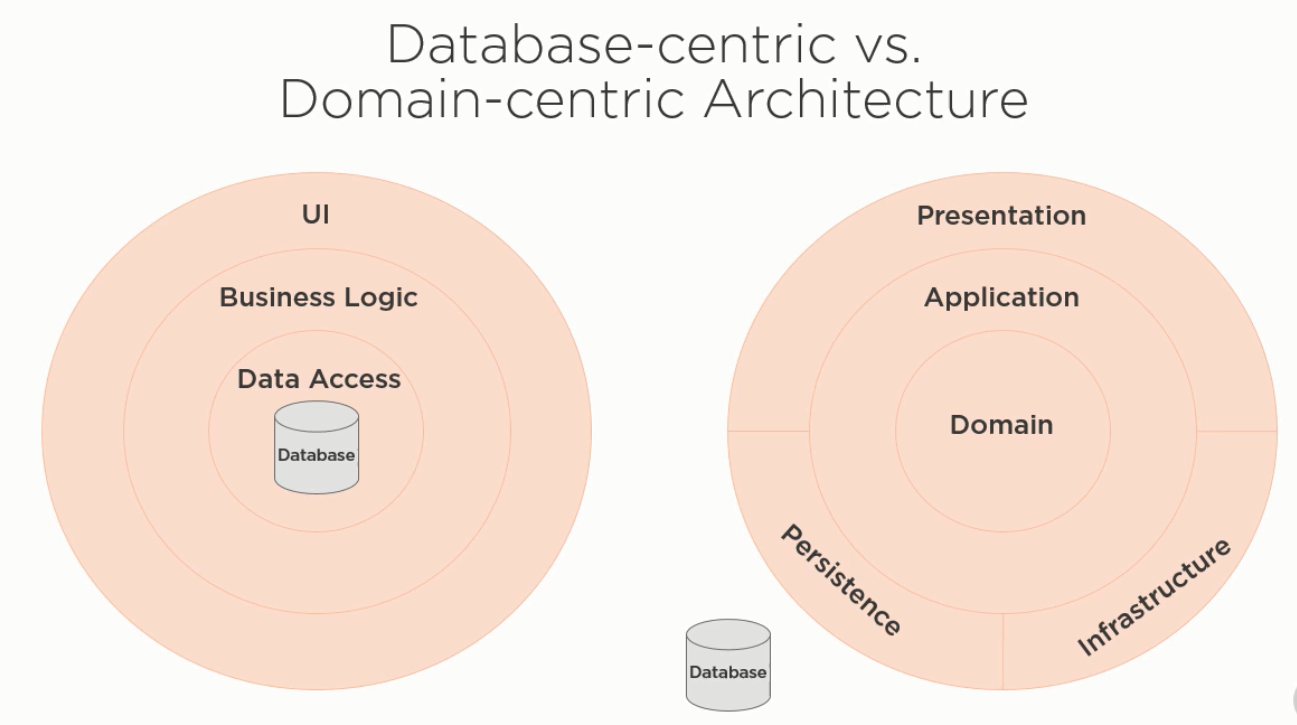 Database-centric vs.
Domain-centric Architecture
UI
Business Logic
Data Access
Database
Presentation
Application
Domain
Persistence
Infrastructure
Database